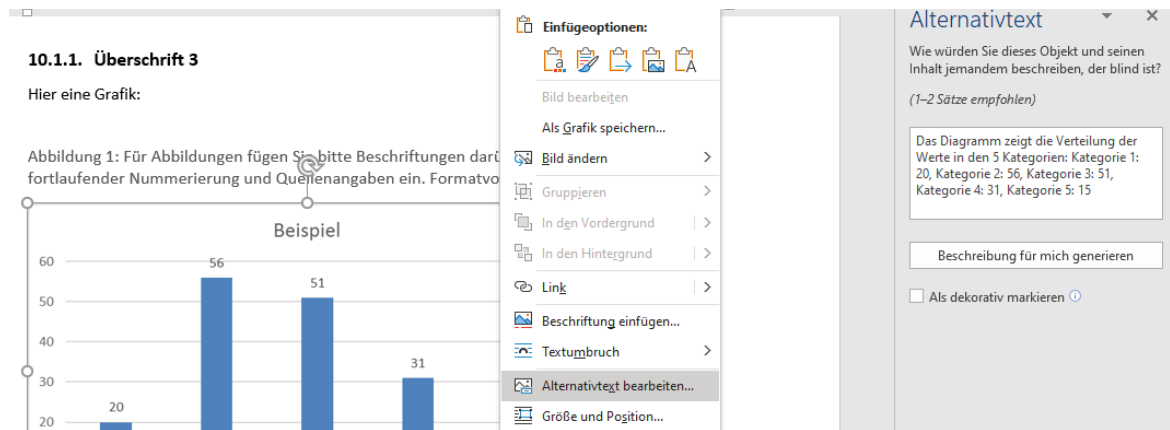 10.1.1. Überschrift 3
Hier eine Grafik:
Abbildung 1: Für Abbildungen fügen Sie bitte Beschriftungen darü
fortlaufender Nummerierung und Quellenangaben ein. Formatvo
Beispiel
60
50
40
30
20
20
56
51
31
Einfügeoptionen:
Bild bearbeiten
Als Grafik speichern...
Bild ändern
Gruppieren
In den Vordergrund
In den Hintergrund
Link
Beschriftung einfügen...
Textumbruch
Alternativtext bearbeiten...
Größe und Position...
Alternativtext
Wie würden Sie dieses Objekt und seinen
Inhalt jemandem beschreiben, der blind ist?
(1–2 Sätze empfohlen)
Das Diagramm zeigt die Verteilung der
Werte in den 5 Kategorien: Kategorie 1:
20, Kategorie 2: 56, Kategorie 3: 51,
Kategorie 4: 31, Kategorie 5: 15
Beschreibung für mich generieren
Als dekorativ markieren